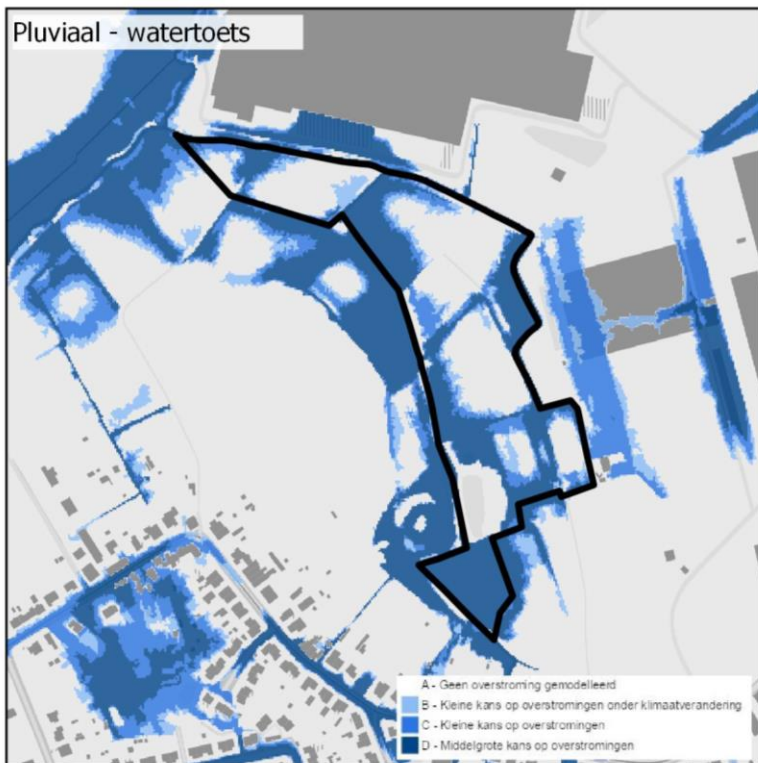 Pluviaal - watertoets
A - Geen overstroming gemodelleerd
B - Kleine kans op overstromingen onder klimaatverandering
C - Kleine kans op overstromingen
D - Middelgrote kans op overstromingen